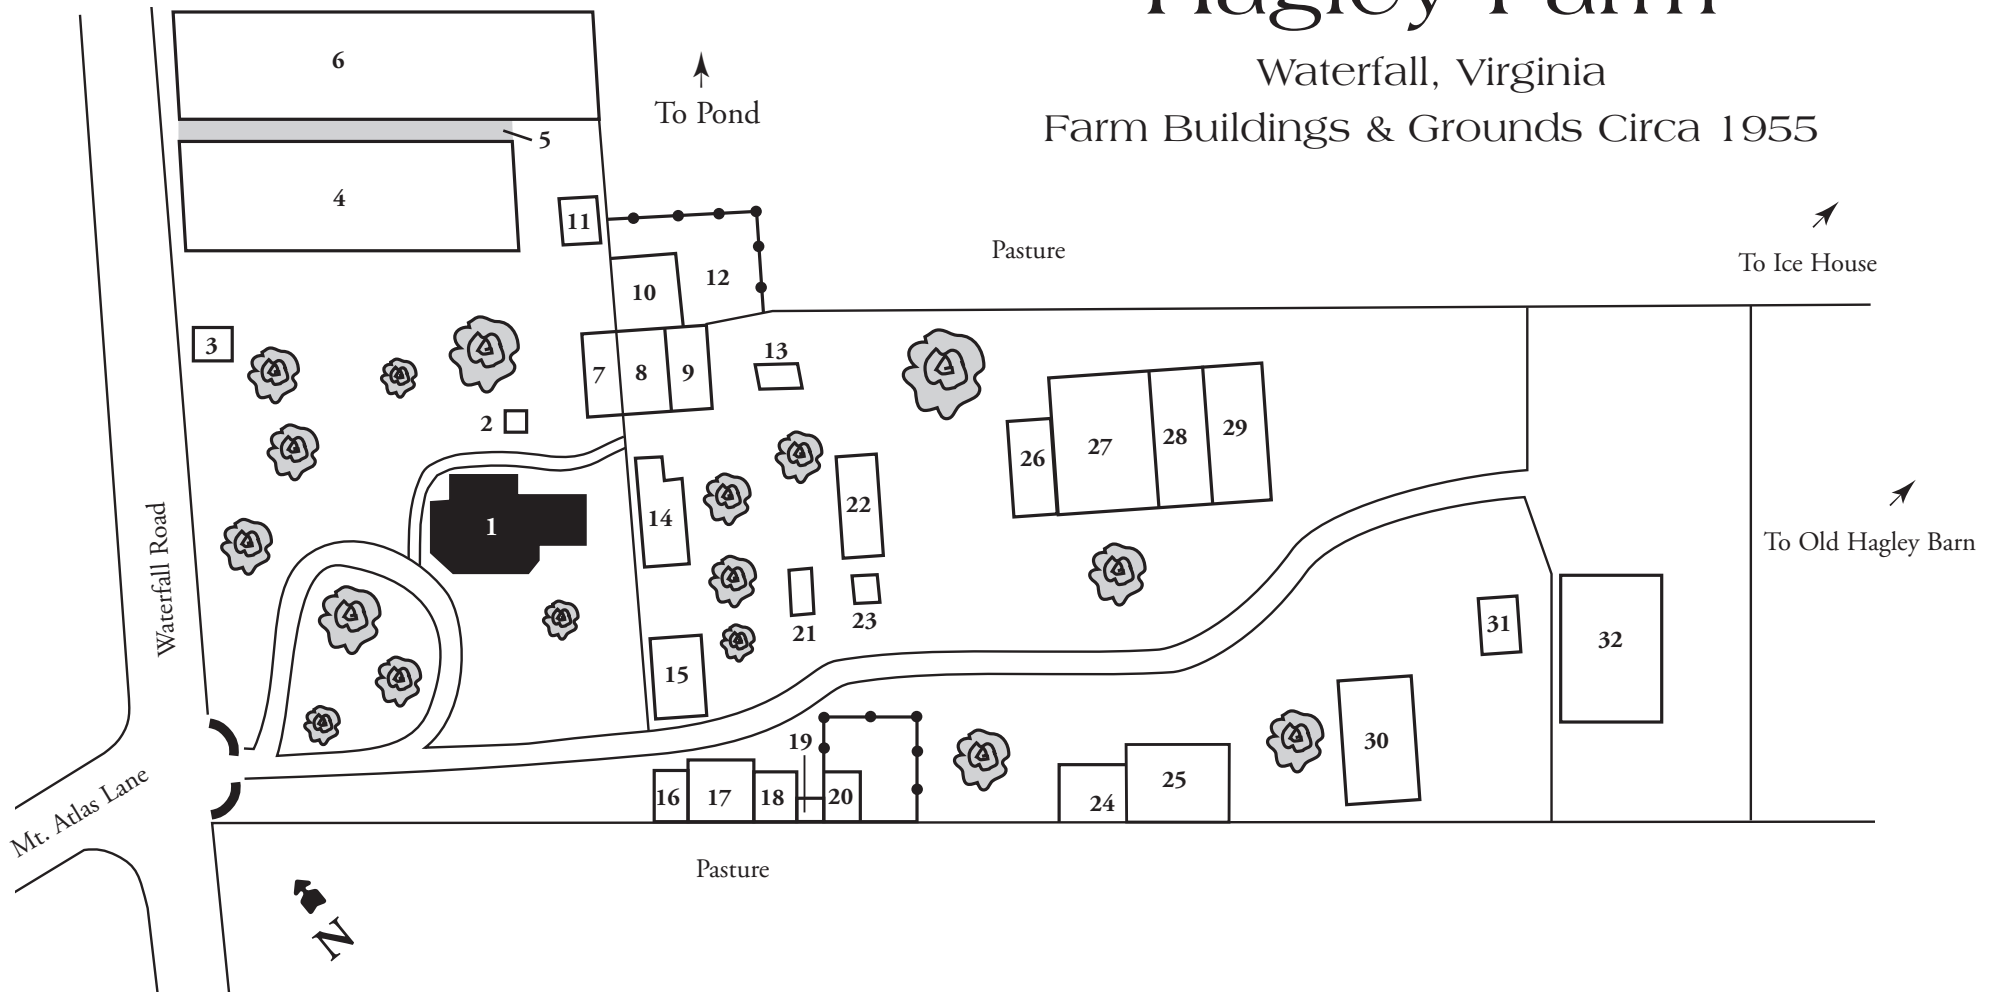 Hagley Farm
Waterfall, Virginia
Farm Buildings & Grounds Circa 1955
6
To Pond
5
4
11
12
10
Pasture
To Ice House
3
7
8
9
13
2
1
14
22
26
27
28
29
Waterfall Road
To Old Hagley Barn
21
23
31
32
15
19
30
16
17
18
20
24
25
Mt. Atlas Lane
Pasture
N